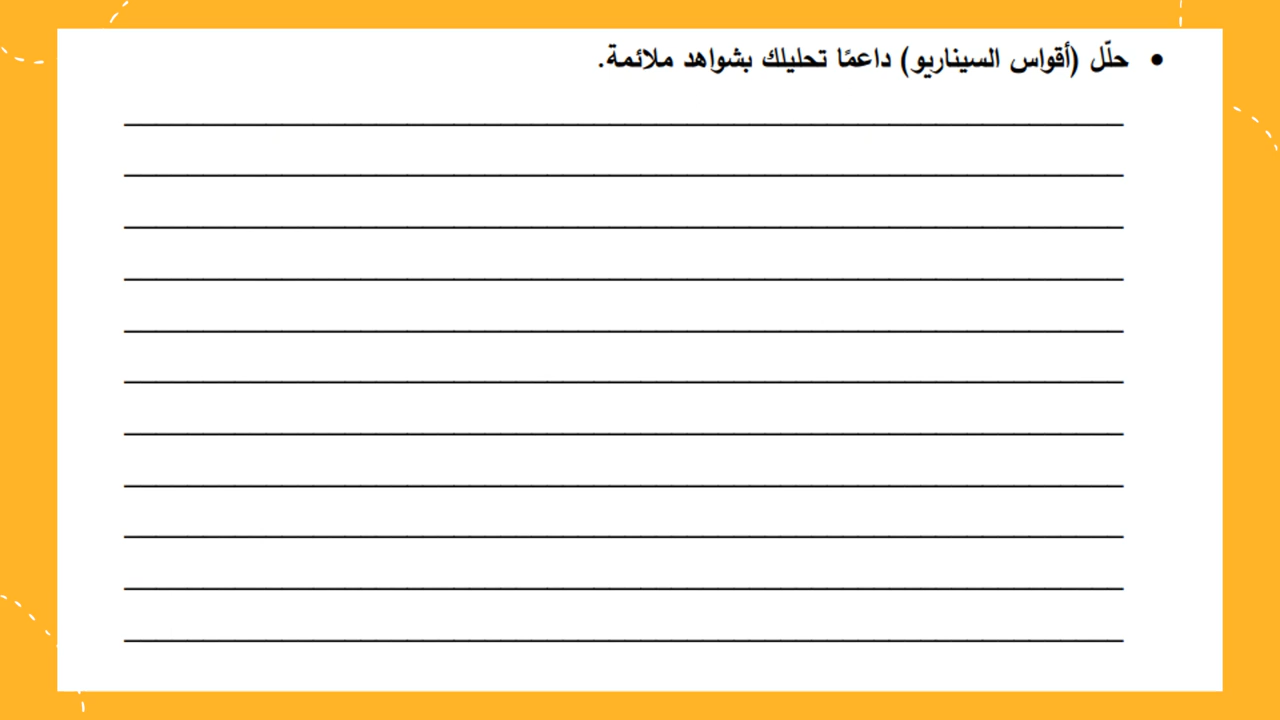 • حلّل (أقواس السيناريو) داعمًا تحليلك بشواهد ملائمة.